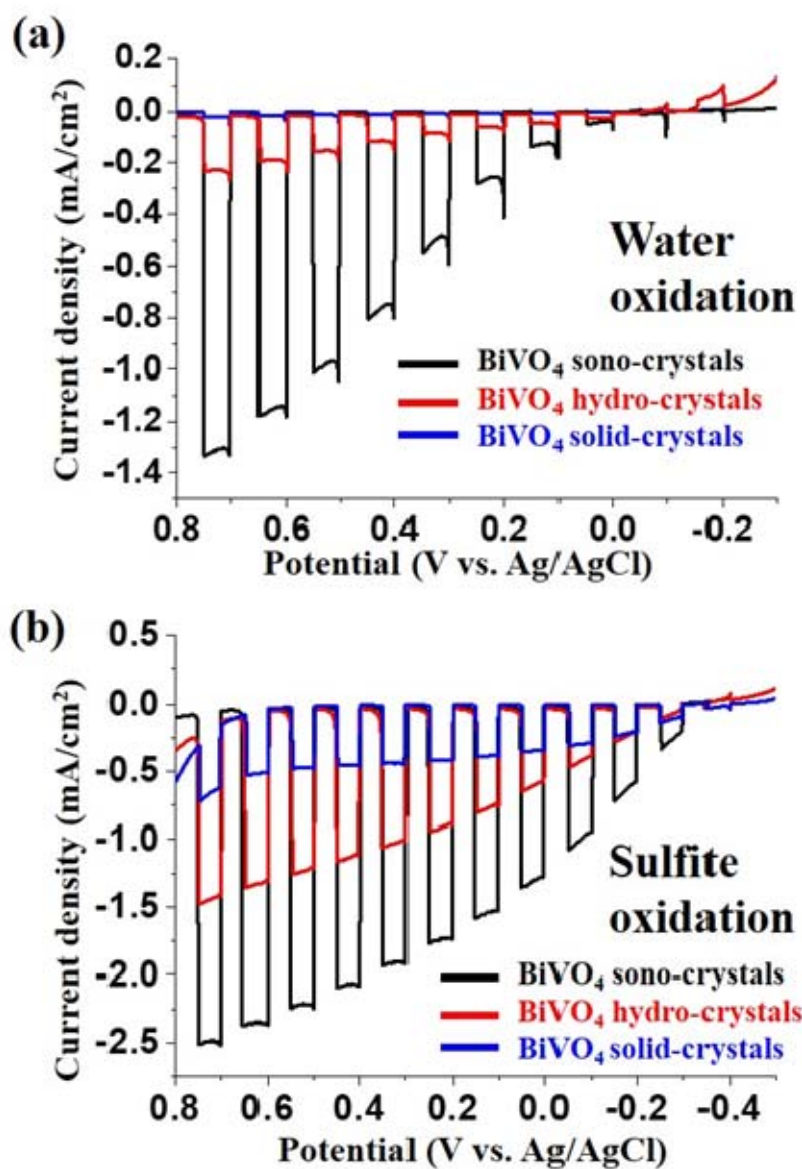 (a)
0.2
0.0
-0.2
-0.4
-0.6
-0.8
-1.0
-1.2
-1.4
Current density (mA/cm²)
Water
oxidation
BiVO₄ sono-crystals
BiVO₄ hydro-crystals
BiVO₄ solid-crystals
0.8 0.6 0.4 0.2 0.0 -0.2
Potential (V vs. Ag/AgCl)
(b)
0.5
0.0
-0.5
-1.0
-1.5
-2.0
-2.5
Current density (mA/cm²)
Sulfite
oxidation
BiVO₄ sono-crystals
BiVO₄ hydro-crystals
BiVO₄ solid-crystals
0.8 0.6 0.4 0.2 0.0 -0.2 -0.4
Potential (V vs. Ag/AgCl)